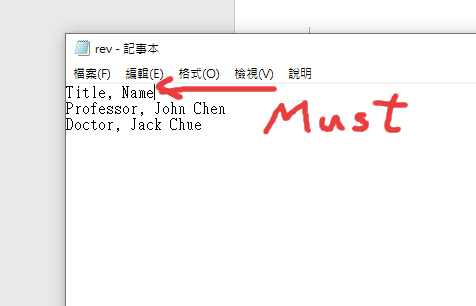 rev - 記事本
檔案(F) 編輯(E) 格式(O) 檢視(V) 說明
Title, Name
Professor, John Chen
Doctor, Jack Chue
Must